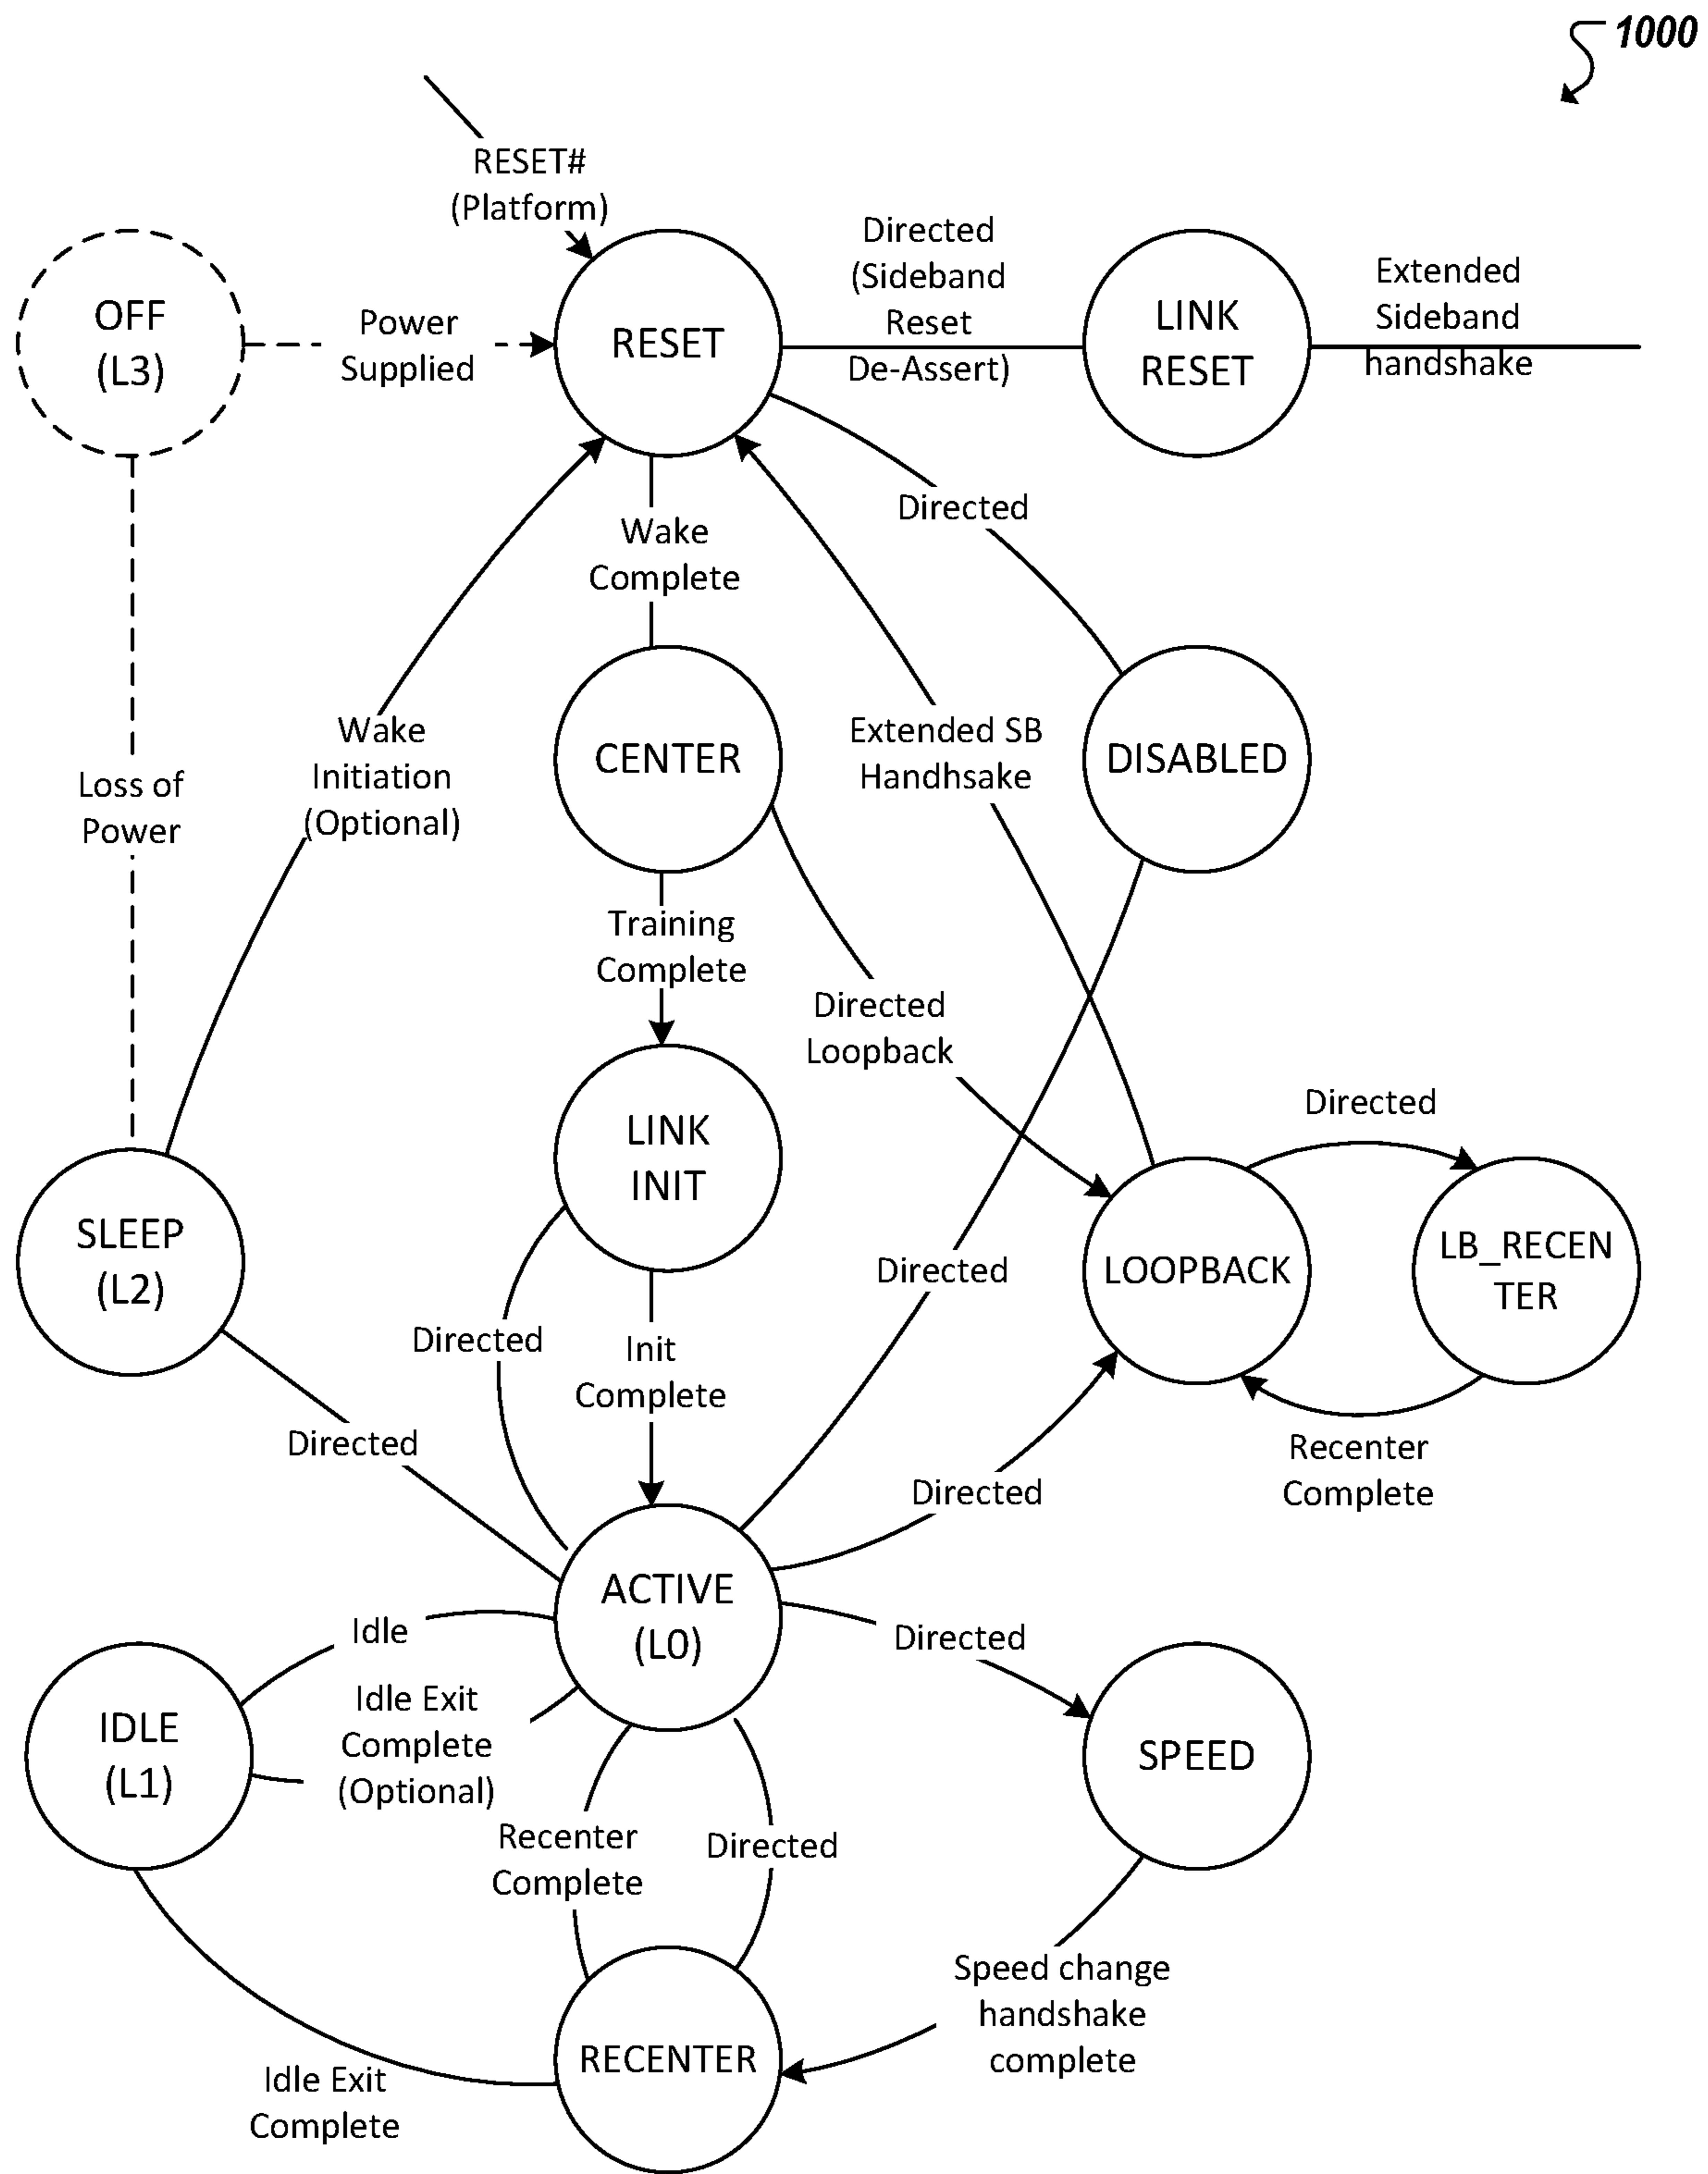 1000
RESET#
(Platform)
OFF
(L3)
Power
Supplied
RESET
Directed
(Sideband
Reset
De-Assert)
LINK
RESET
Extended
Sideband
handshake
Wake
Complete
Directed
Loss of
Power
Wake
Initiation
(Optional)
CENTER
Extended SB
Handhsake
DISABLED
Training
Complete
Directed
Loopback
LINK
INIT
Directed
SLEEP
(L2)
Directed
LOOPBACK
LB_RECEN
TER
Directed
Init
Complete
Directed
Directed
Recenter
Complete
ACTIVE
(L0)
Idle
Directed
IDLE
(L1)
Idle Exit
Complete
(Optional)
SPEED
Recenter
Complete
Directed
Speed change
handshake
complete
RECENTER
Idle Exit
Complete